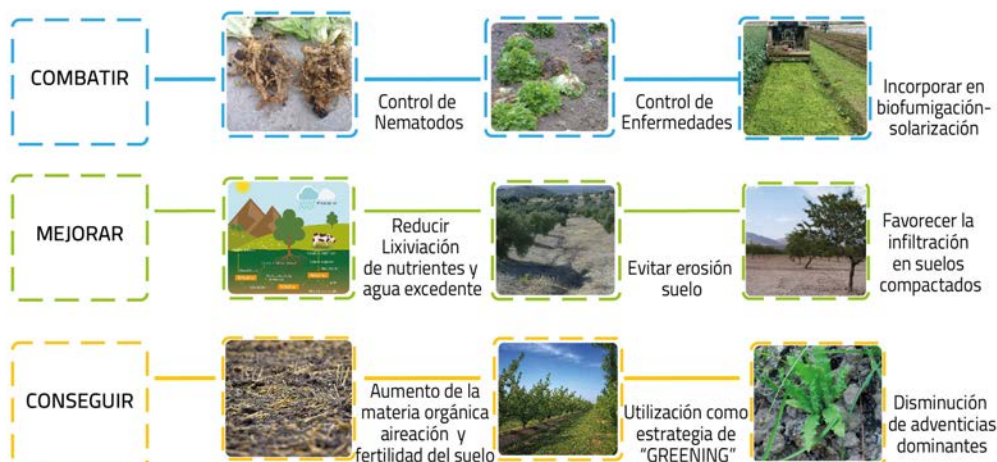 COMBATIR
Control de
Nematodos
Control de
Enfermedades
Incorporar en
biofumigación-
solarización
MEJORAR
Reducir
Lixiviación
de nutrientes y
agua excedente
Evitar erosión
suelo
Favorecer la
infiltración
en suelos
compactados
CONSEGUIR
Aumento de la
materia orgánica
aireación y
fertilidad del suelo
Utilización como
estrategia de
"GREENING"
Disminución
de adventicias
dominantes